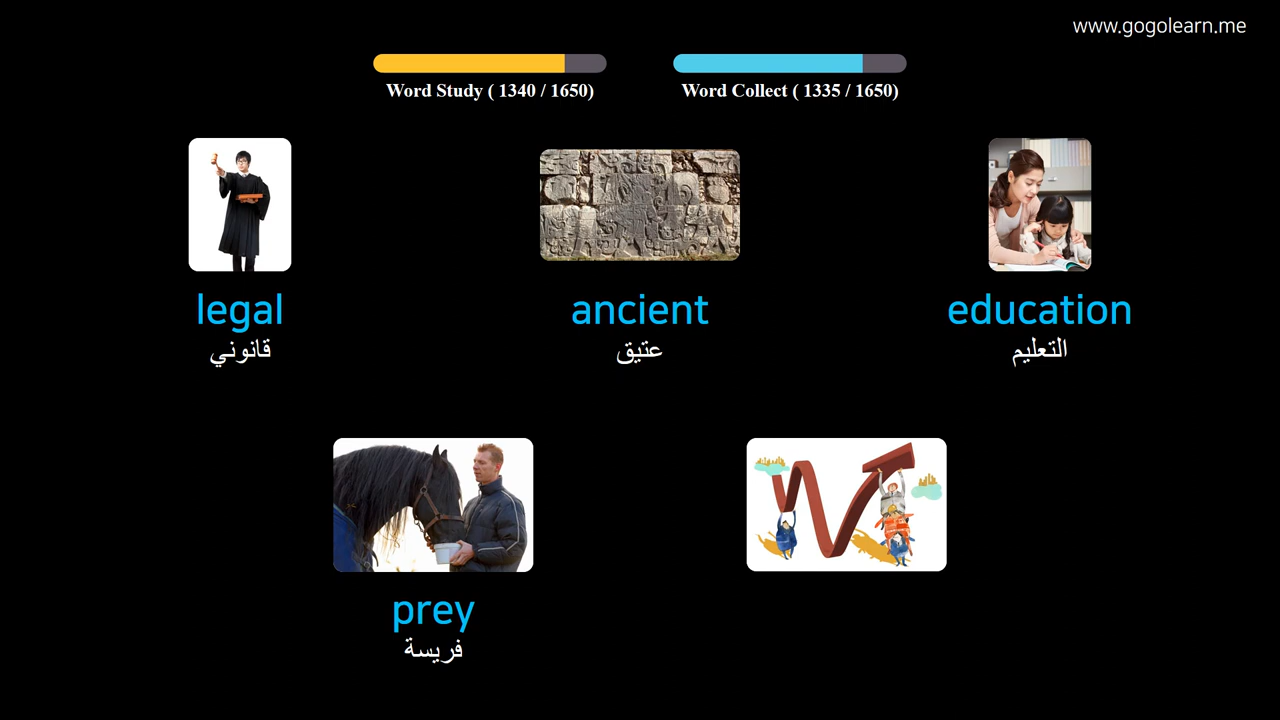 www.gogolearn.me
Word Study ( 1340 / 1650)
Word Collect ( 1335 / 1650)
legal
قانوني
ancient
عتيق
education
التعليم
prey
فريسة